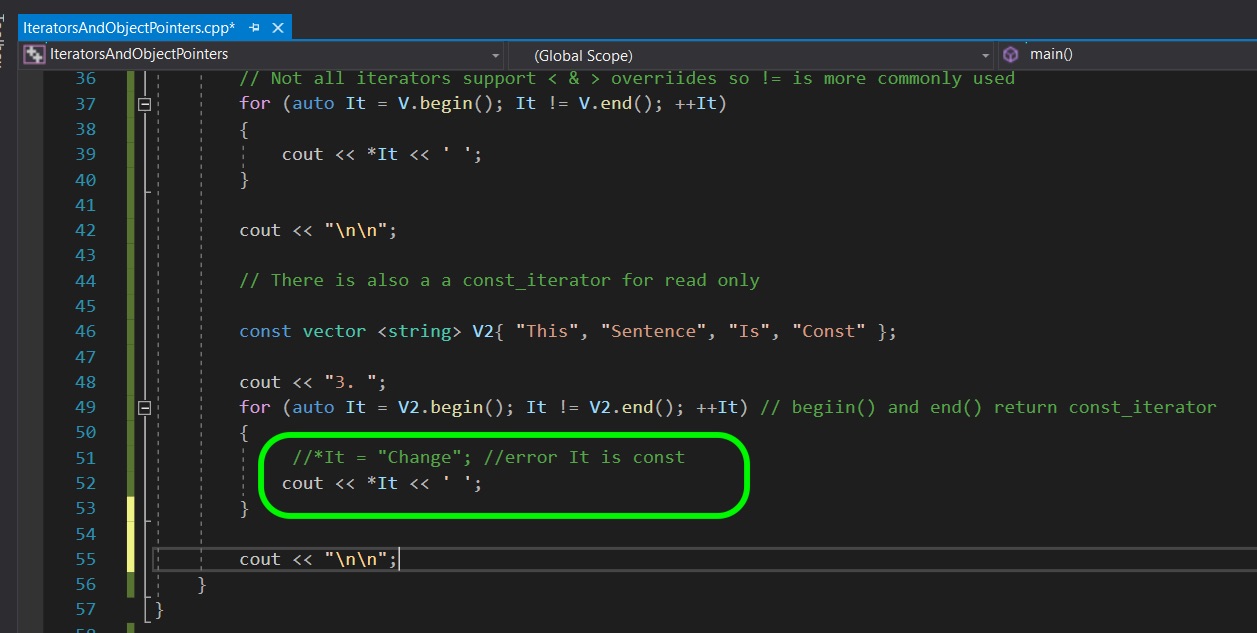 IteratorsAndObjectPointers.cpp*
IteratorsAndObjectPointers (Global Scope) main()
36 // Not all iterators support < & > overriides so != is more commonly used
37 for (auto It = V.begin(); It != V.end(); ++It)
38 {
39 cout << *It << ' ';
40 }
41
42 cout << "\n\n";
43
44 // There is also a a const_iterator for read only
45
46 const vector <string> V2{ "This", "Sentence", "Is", "Const" };
47
48 cout << "3. ";
49 for (auto It = V2.begin(); It != V2.end(); ++It) // begiin() and end() return const_iterator
50 {
51 //*It = "Change"; //error It is const
52 cout << *It << ' ';
53 }
54
55 cout << "\n\n";
56 }
57 }